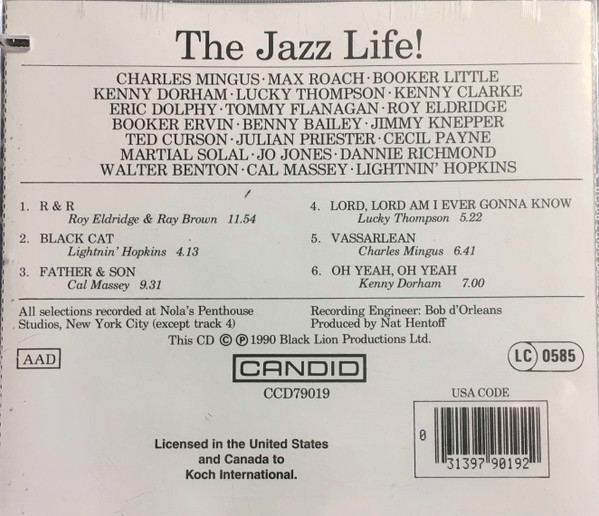 The Jazz Life!
CHARLES MINGUS · MAX ROACH · BOOKER LITTLE
KENNY DORHAM · LUCKY THOMPSON · KENNY CLARKE
ERIC DOLPHY · TOMMY FLANAGAN · ROY ELDRIDGE
BOOKER ERVIN · BENNY BAILEY · JIMMY KNEPPER
TED CURSON · JULIAN PRIESTER · CECIL PAYNE
MARTIAL SOLAL · JO JONES · DANNIE RICHMOND
WALTER BENTON · CAL MASSEY · LIGHTNIN' HOPKINS
1. R & R
Roy Eldridge & Ray Brown 11.54
2. BLACK CAT
Lightnin' Hopkins 4.13
3. FATHER & SON
Cal Massey 9.31
4. LORD, LORD AM I EVER GONNA KNOW
Lucky Thompson 5.22
5. VASSARLEAN
Charles Mingus 6.41
6. OH YEAH, OH YEAH
Kenny Dorham 7.00
All selections recorded at Nola's Penthouse
Studios, New York City (except track 4)
Recording Engineer: Bob d'Orleans
Produced by Nat Hentoff
This CD © ℗ 1990 Black Lion Productions Ltd.
AAD
CANDID
CCD79019
LC 0585
USA CODE
0 31397 90192
Licensed in the United States
and Canada to
Koch International.